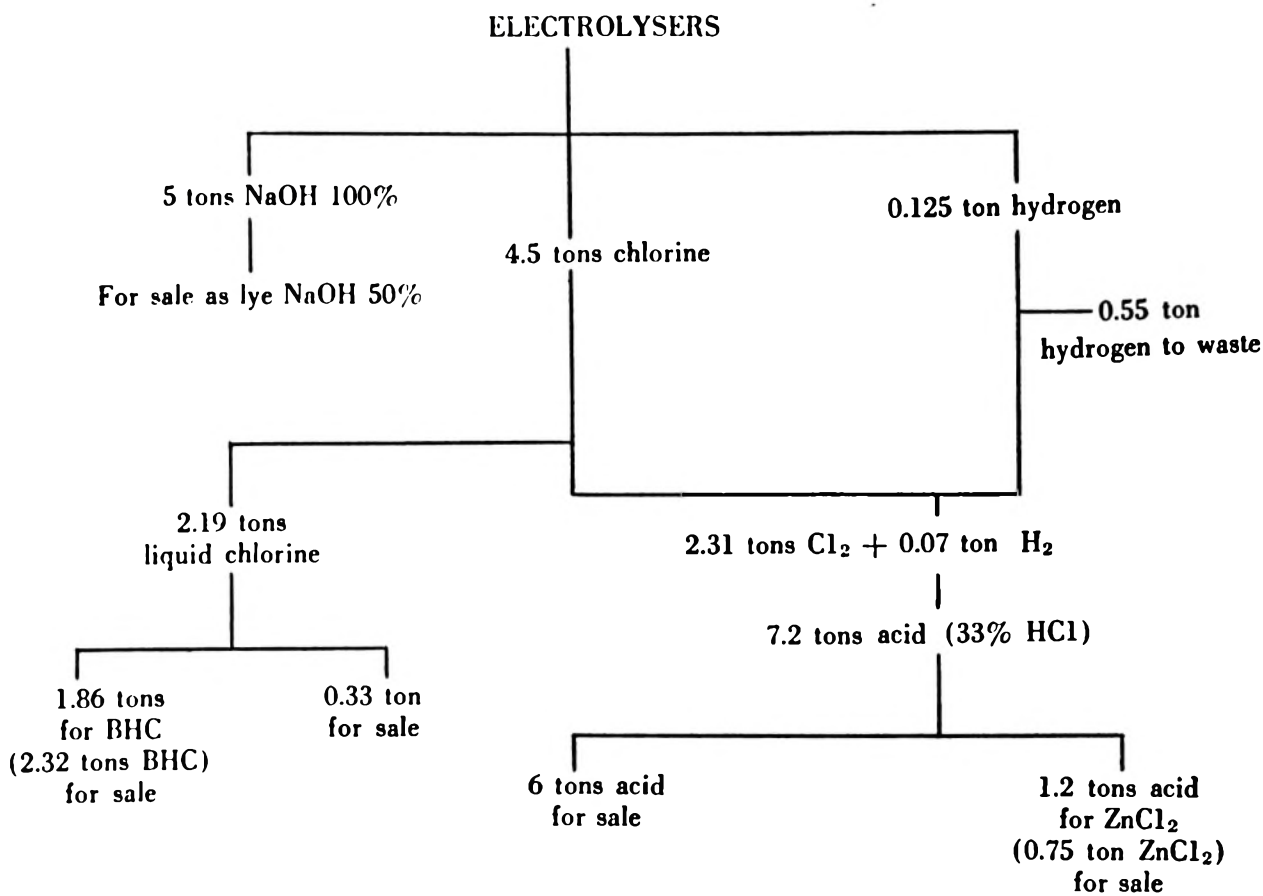 ELECTROLYSERS
5 tons NaOH 100%
For sale as lye NaOH 50%
4.5 tons chlorine
0.125 ton hydrogen
0.55 ton
hydrogen to waste
2.19 tons
liquid chlorine
2.31 tons Cl₂ + 0.07 ton H₂
7.2 tons acid (33% HCl)
1.86 tons
for BHC
(2.32 tons BHC)
for sale
0.33 ton
for sale
6 tons acid
for sale
1.2 tons acid
for ZnCl₂
(0.75 ton ZnCl₂)
for sale